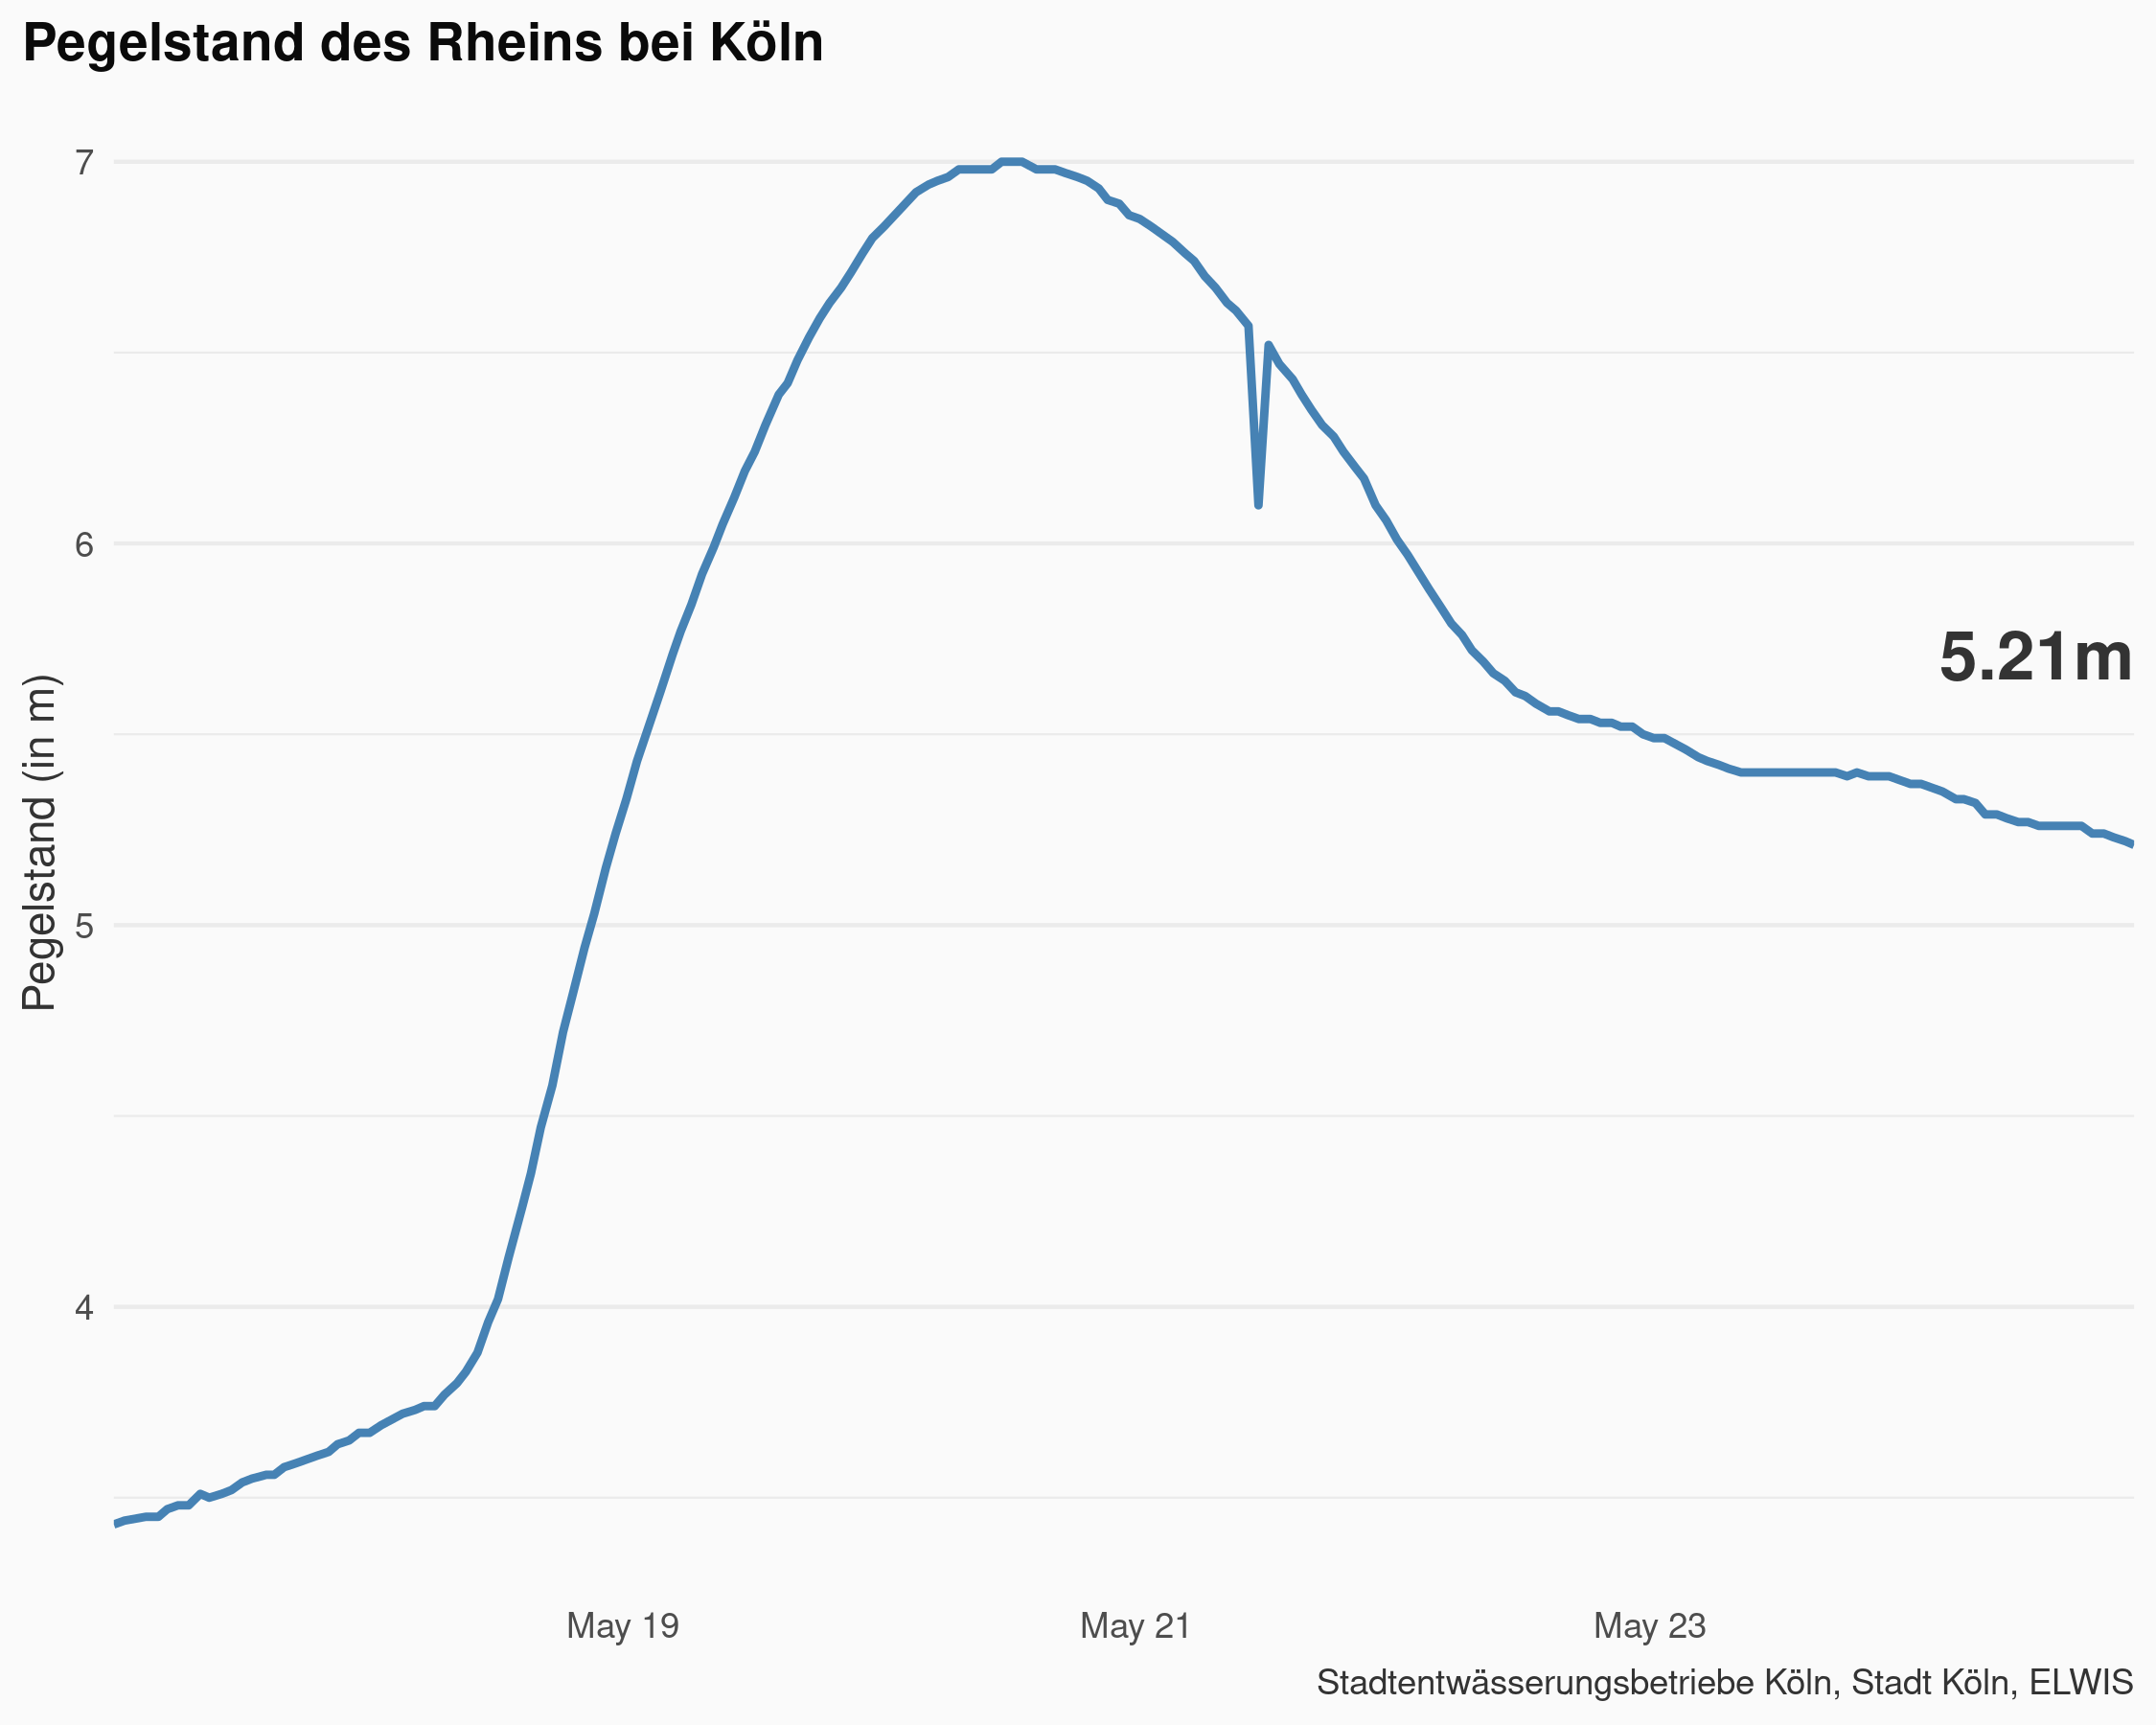 Pegelstand des Rheins bei Köln
Pegelstand (in m)
7
6
5
4
5.21m
May 19
May 21
May 23
Stadtentwässerungsbetriebe Köln, Stadt Köln, ELWIS